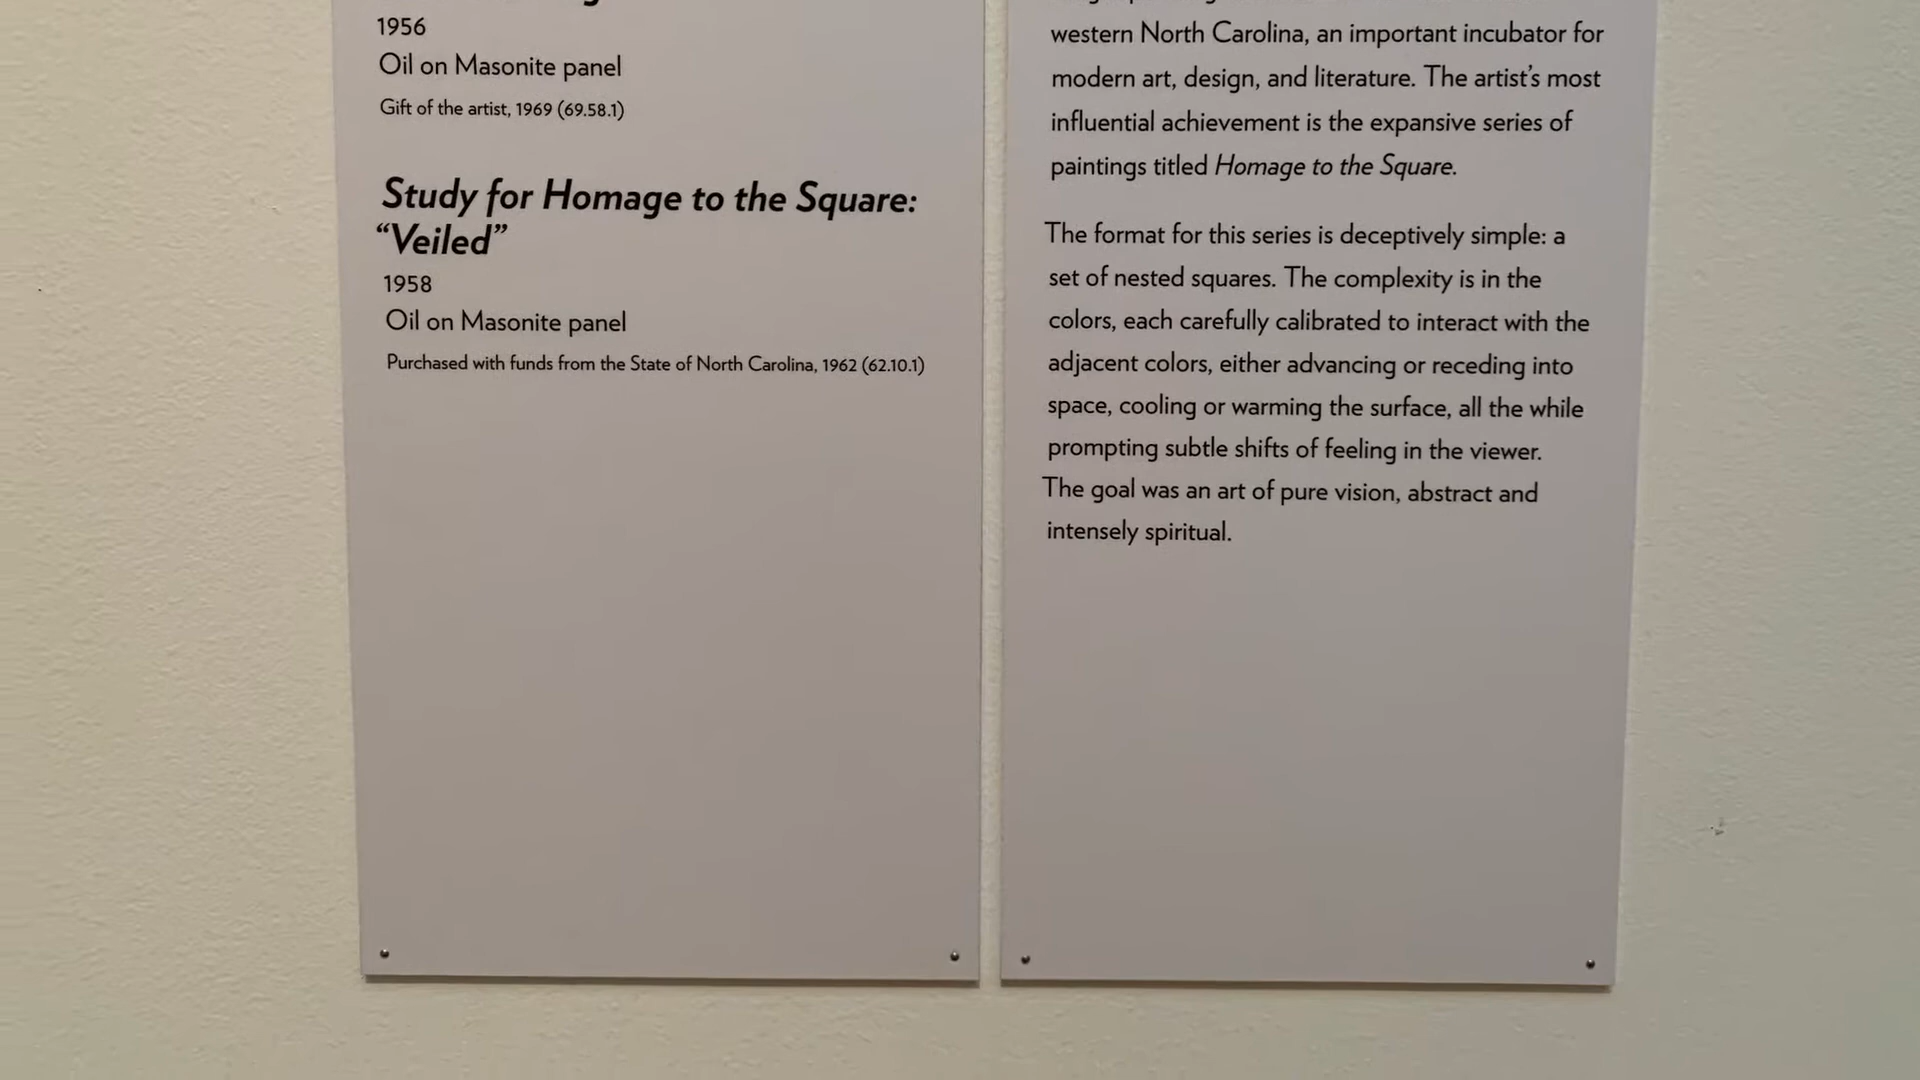 1956
Oil on Masonite panel
Gift of the artist, 1969 (69.58.1)
Study for Homage to the Square:
“Veiled”
1958
Oil on Masonite panel
Purchased with funds from the State of North Carolina, 1962 (62.10.1)
western North Carolina, an important incubator for
modern art, design, and literature. The artist’s most
influential achievement is the expansive series of
paintings titled Homage to the Square.
The format for this series is deceptively simple: a
set of nested squares. The complexity is in the
colors, each carefully calibrated to interact with the
adjacent colors, either advancing or receding into
space, cooling or warming the surface, all the while
prompting subtle shifts of feeling in the viewer.
The goal was an art of pure vision, abstract and
intensely spiritual.